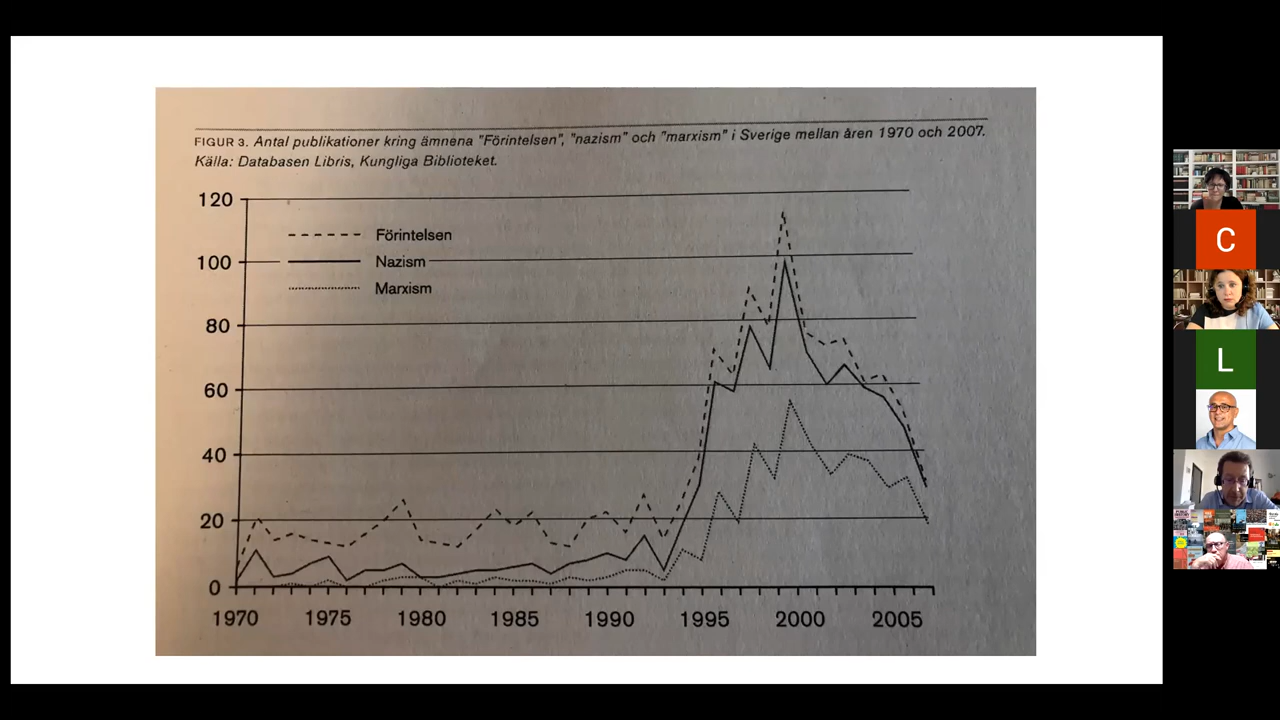 FIGUR 3. Antal publikationer kring ämnena "Förintelsen", "nazism" och "marxism" i Sverige mellan åren 1970 och 2007.
Källa: Databasen Libris, Kungliga Biblioteket.
120
Förintelsen
100
Nazism
Marxism
80
60
40
20
0
1970 1975 1980 1985 1990 1995 2000 2005
C
L